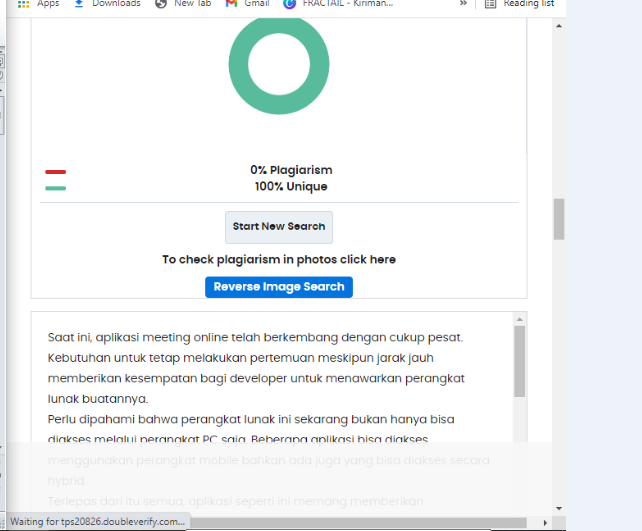 Apps Downloads New Tab Gmail FRACTAIL - Kiriman... » Reading list
0% Plagiarism
100% Unique
Start New Search
To check plagiarism in photos click here
Reverse Image Search
Saat ini, aplikasi meeting online telah berkembang dengan cukup pesat.
Kebutuhan untuk tetap melakukan pertemuan meskipun jarak jauh
memberikan kesempatan bagi developer untuk menawarkan perangkat
lunak buatannya.
Perlu dipahami bahwa perangkat lunak ini sekarang bukan hanya bisa
diakses melalui perangkat PC saja. Beberapa aplikasi bisa diakses
menggunakan perangkat mobile bahkan ada juga yang bisa diakses secara
hybrid.
Terlepas dari itu semua, aplikasi seperti ini memang memberikan
Waiting for tps20826.doubleverify.com...